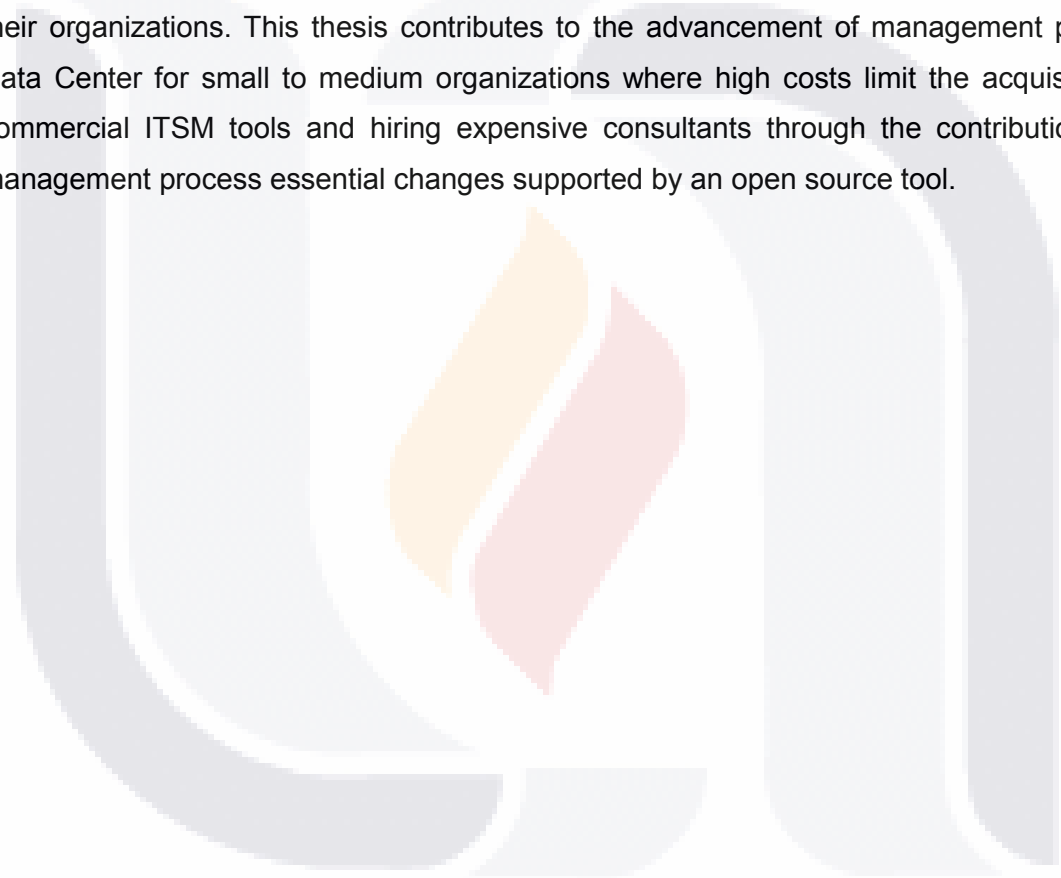 heir organizations. This thesis contributes to the advancement of management
ata Center for small to medium organizations where high costs limit the
ommercial ITSM tools and hiring expensive consultants through the
nanagement process essential changes supported by an open source tool.